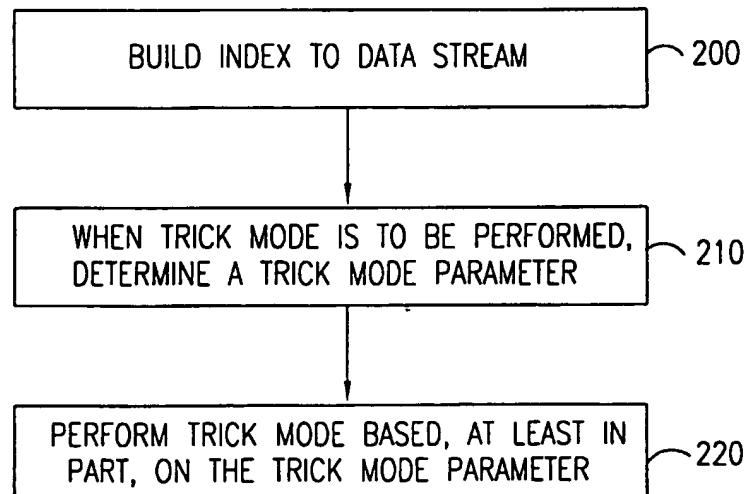 BUILD INDEX TO DATA STREAM
200
WHEN TRICK MODE IS TO BE PERFORMED,
DETERMINE A TRICK MODE PARAMETER
210
PERFORM TRICK MODE BASED, AT LEAST IN
PART, ON THE TRICK MODE PARAMETER
220